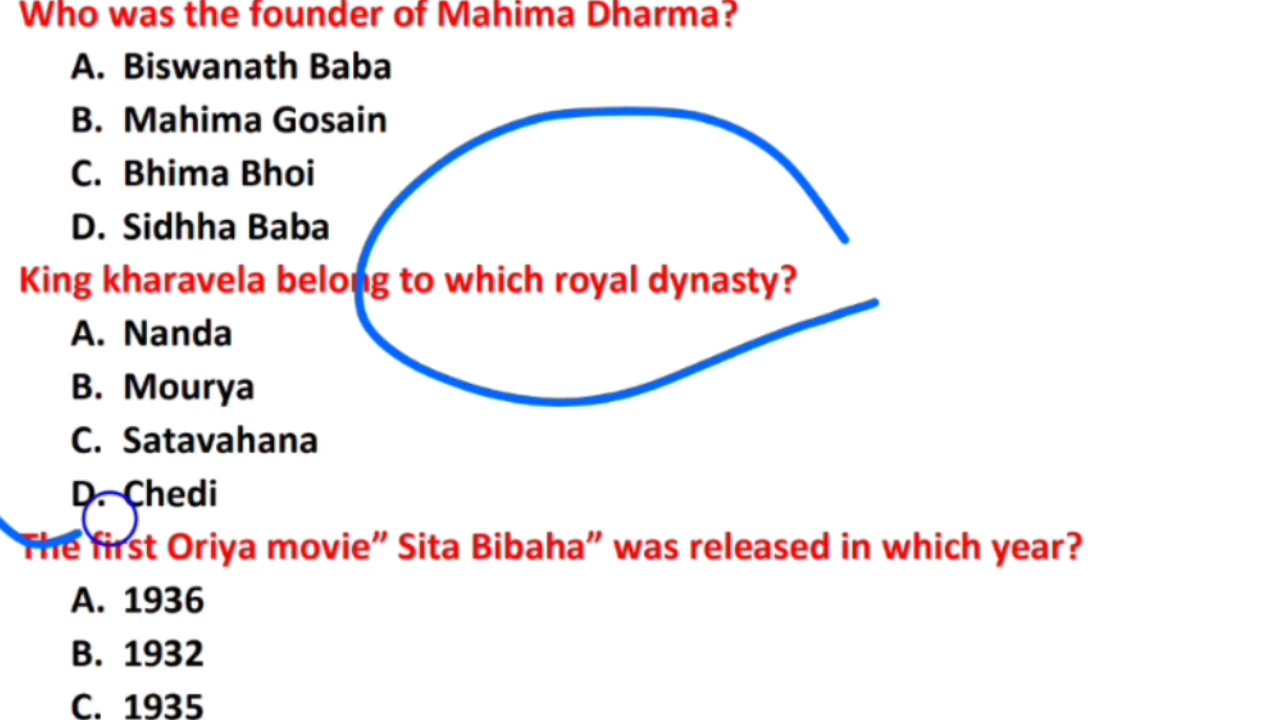 Who was the founder of Mahima Dharma?
A. Biswanath Baba
B. Mahima Gosain
C. Bhima Bhoi
D. Sidhha Baba
King kharavela belong to which royal dynasty?
A. Nanda
B. Mourya
C. Satavahana
D. Chedi
The first Oriya movie” Sita Bibaha” was released in which year?
A. 1936
B. 1932
C. 1935